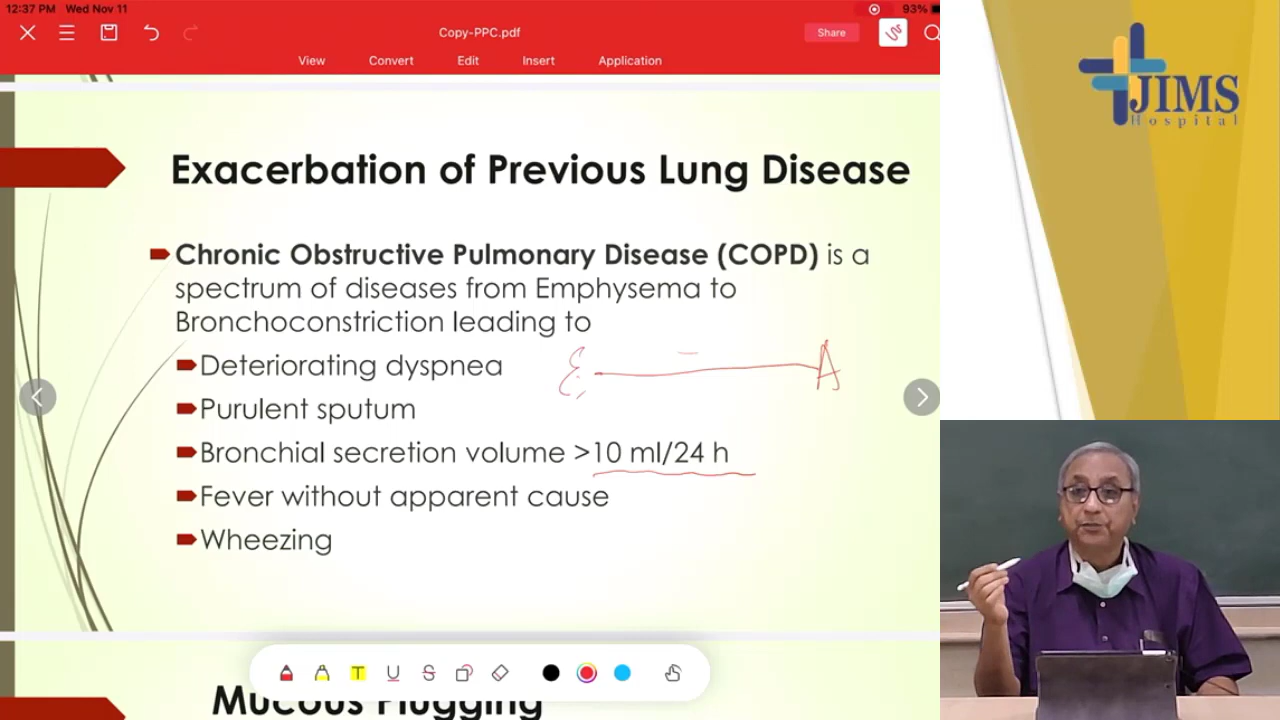 12:37 PM Wed Nov 11
93%
Copy-PPC.pdf
Share
View Convert Edit Insert Application
Exacerbation of Previous Lung Disease
Chronic Obstructive Pulmonary Disease (COPD) is a
spectrum of diseases from Emphysema to
Bronchoconstriction leading to
Deteriorating dyspnea
E A
Purulent sputum
Bronchial secretion volume >10 ml/24 h
Fever without apparent cause
Wheezing
T U S
Mucous Plugging
JIMS
Hospital